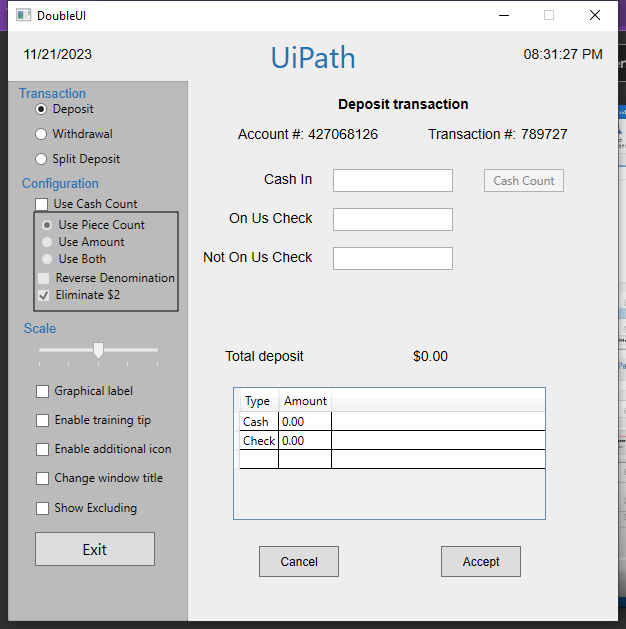 DoubleUI
11/21/2023
UiPath
08:31:27 PM
Transaction
Deposit
Withdrawal
Split Deposit
Configuration
Use Cash Count
Use Piece Count
Use Amount
Use Both
Reverse Denomination
Eliminate $2
Scale
Graphical label
Enable training tip
Enable additional icon
Change window title
Show Excluding
Exit
Deposit transaction
Account #: 427068126 Transaction #: 789727
Cash In
Cash Count
On Us Check
Not On Us Check
Total deposit $0.00
Type Amount
Cash 0.00
Check 0.00
Cancel Accept